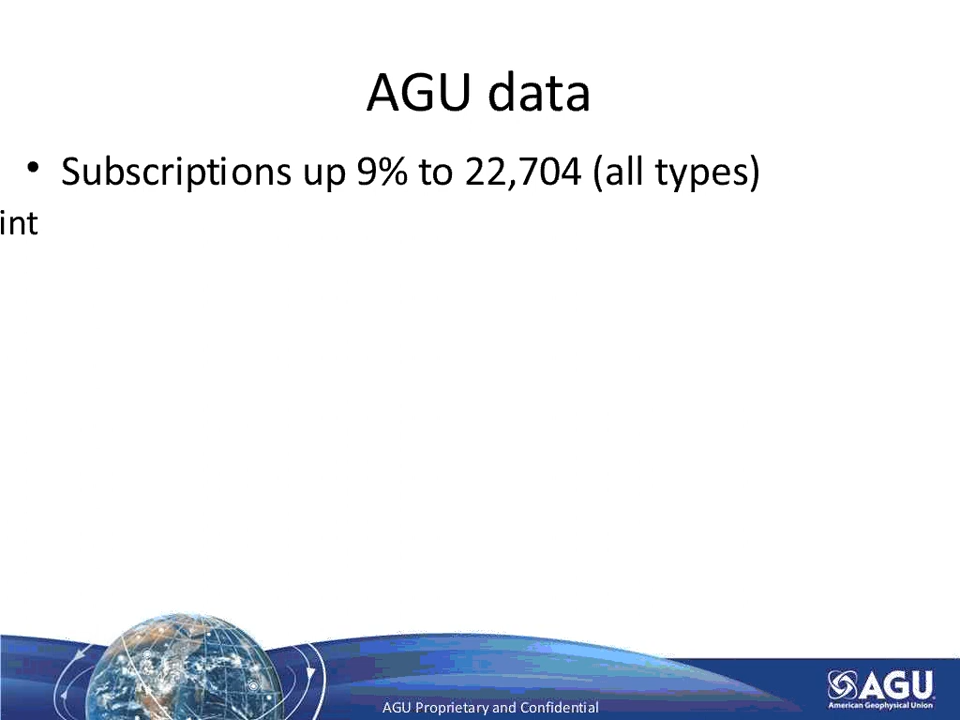 AGU data
• Subscriptions up 9% to 22,704 (all types)
int
AGU Proprietary and Confidential
AGU
American Geophysical Union